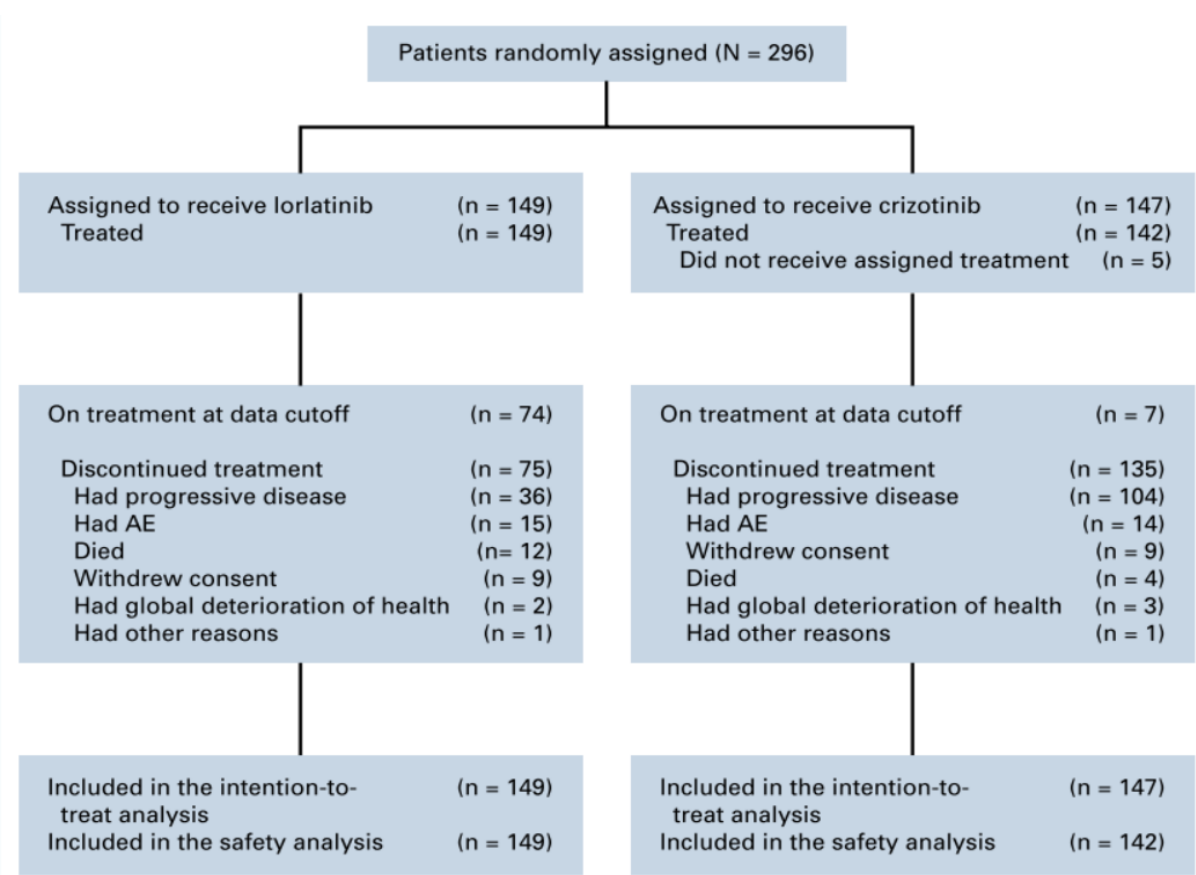 Patients randomly assigned (N = 296)
Assigned to receive lorlatinib (n = 149)
Treated (n = 149)
Assigned to receive crizotinib (n = 147)
Treated (n = 142)
Did not receive assigned treatment (n = 5)
On treatment at data cutoff (n = 74)
Discontinued treatment (n = 75)
Had progressive disease (n = 36)
Had AE (n = 15)
Died (n= 12)
Withdrew consent (n = 9)
Had global deterioration of health (n = 2)
Had other reasons (n = 1)
On treatment at data cutoff (n = 7)
Discontinued treatment (n = 135)
Had progressive disease (n = 104)
Had AE (n = 14)
Withdrew consent (n = 9)
Died (n = 4)
Had global deterioration of health (n = 3)
Had other reasons (n = 1)
Included in the intention-to- (n = 149)
treat analysis
Included in the safety analysis (n = 149)
Included in the intention-to- (n = 147)
treat analysis
Included in the safety analysis (n = 142)